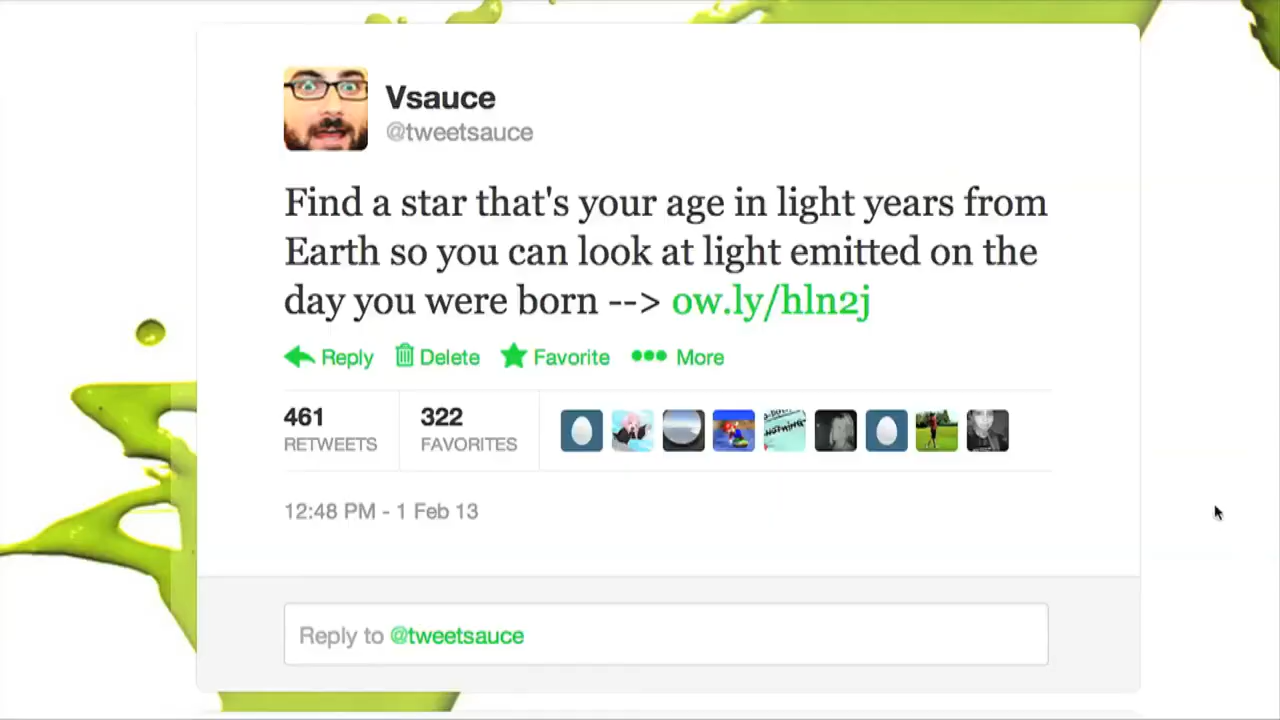 Vsauce
@tweetsauce
Find a star that's your age in light years from
Earth so you can look at light emitted on the
day you were born --> ow.ly/hln2j
Reply Delete Favorite More
461 322
RETWEETS FAVORITES
12:48 PM - 1 Feb 13
Reply to @tweetsauce